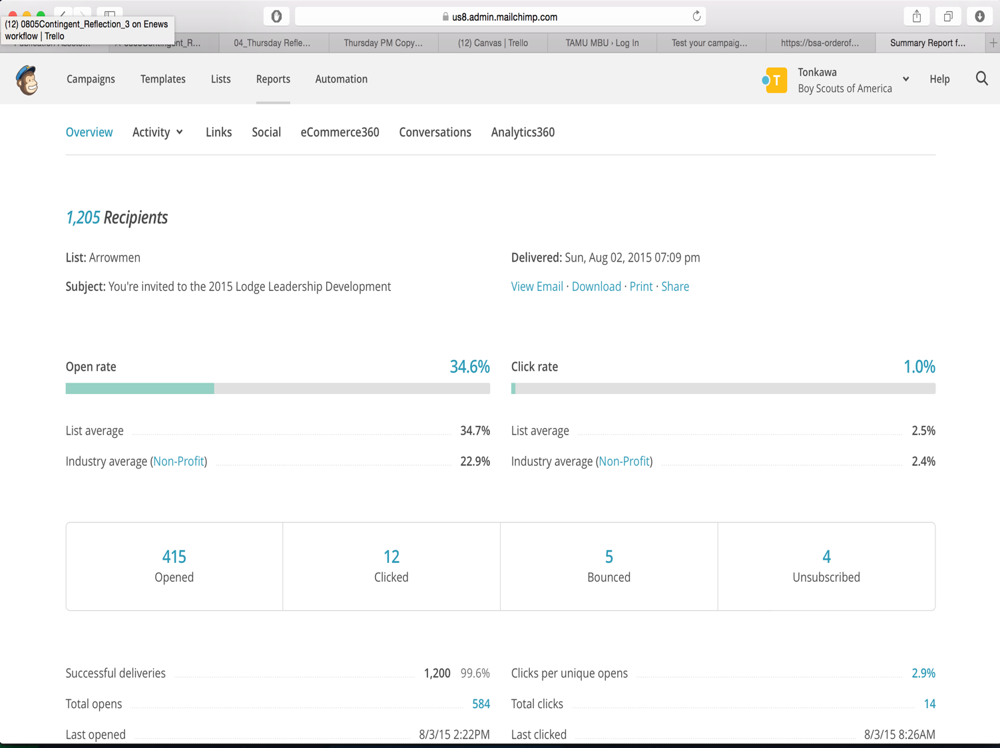 us8.admin.mailchimp.com
(12) 0805Contingent_Reflection_3 on Enews
workflow | Trello
04_Thursday Refle...
Thursday PM Copy...
(12) Canvas | Trello
TAMU MBU › Log In
Test your campaig...
https://bsa-orderof...
Summary Report f...
Campaigns
Templates
Lists
Reports
Automation
T
Tonkawa
Boy Scouts of America
Help
Overview
Activity
Links
Social
eCommerce360
Conversations
Analytics360
1,205 Recipients
List: Arrowmen
Delivered: Sun, Aug 02, 2015 07:09 pm
Subject: You're invited to the 2015 Lodge Leadership Development
View Email · Download · Print · Share
Open rate 34.6%
Click rate 1.0%
List average 34.7%
List average 2.5%
Industry average (Non-Profit) 22.9%
Industry average (Non-Profit) 2.4%
415
Opened
12
Clicked
5
Bounced
4
Unsubscribed
Successful deliveries 1,200 99.6%
Clicks per unique opens 2.9%
Total opens 584
Total clicks 14
Last opened 8/3/15 2:22PM
Last clicked 8/3/15 8:26AM